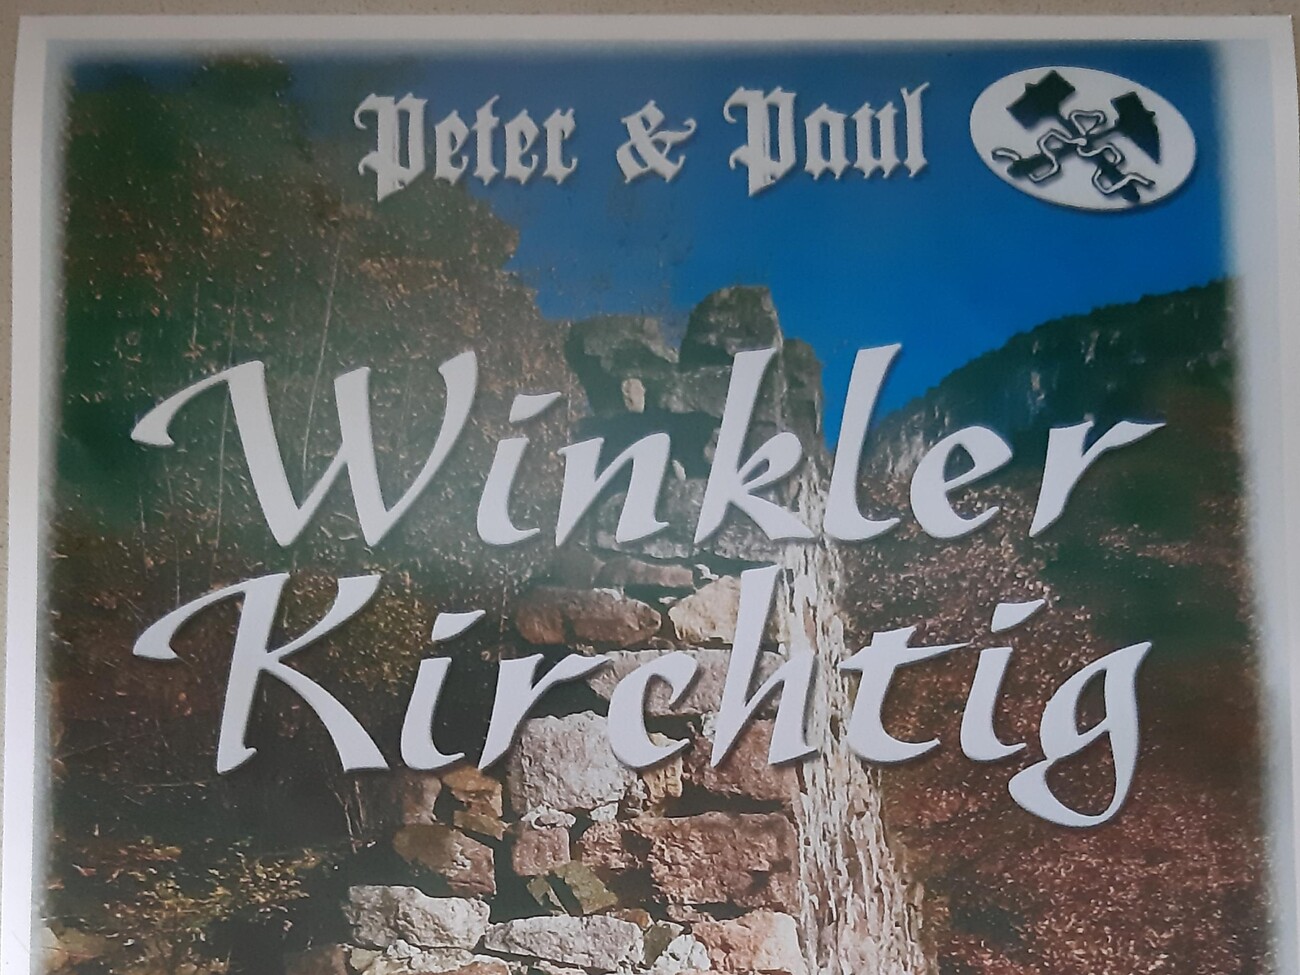 Peter & Paul
Winkler
Kirchtig